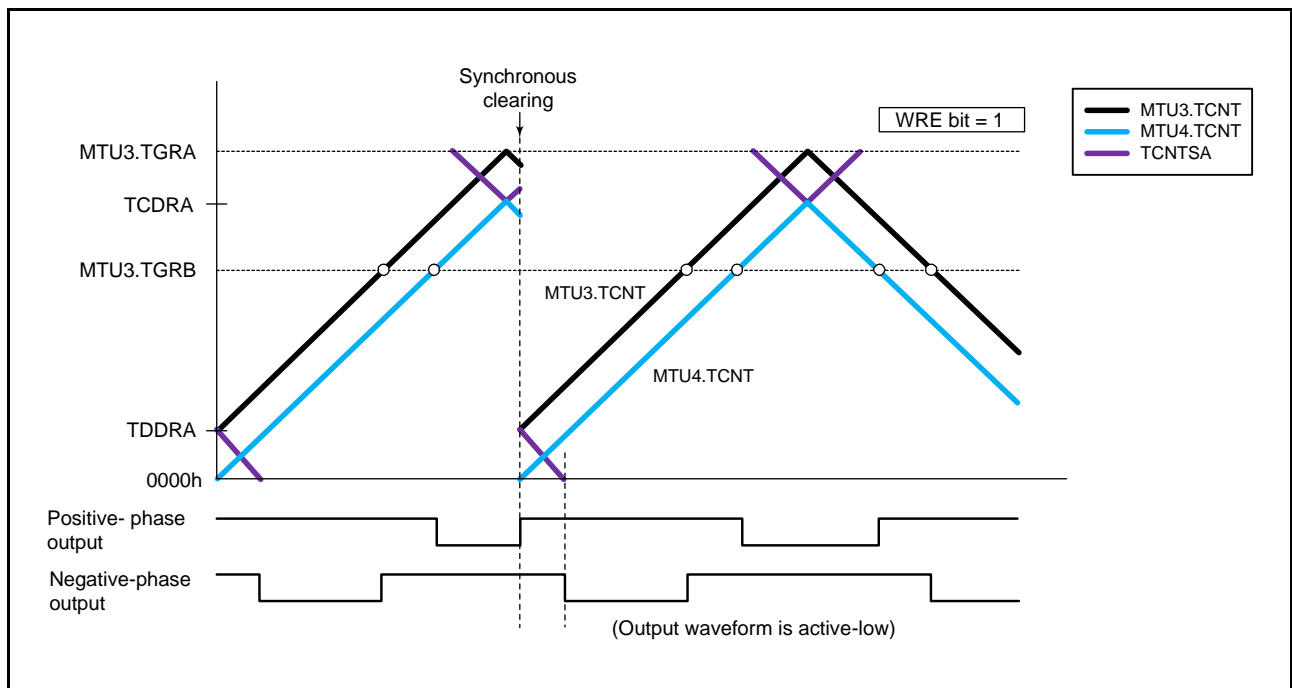 Synchronous
clearing
WRE bit = 1
MTU3.TCNT
MTU4.TCNT
TCNTSA
MTU3.TGRA
TCDRA
MTU3.TGRB
MTU3.TCNT
MTU4.TCNT
TDDRA
0000h
Positive- phase
output
Negative-phase
output
(Output waveform is active-low)